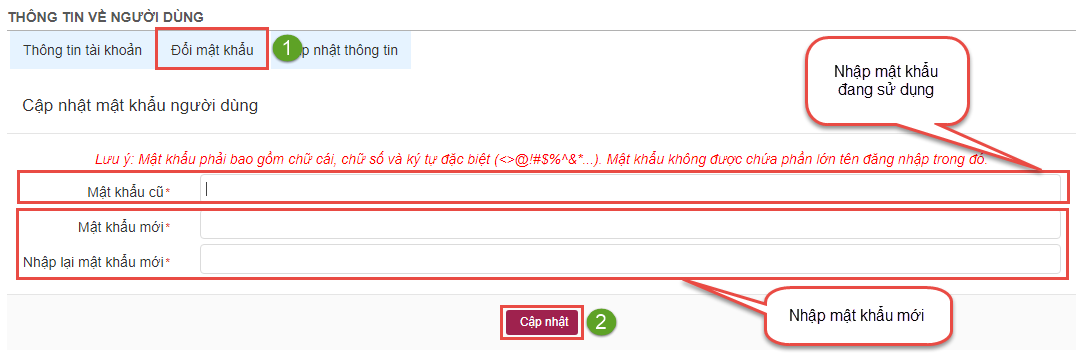 THÔNG TIN VỀ NGƯỜI DÙNG
Thông tin tài khoản Đổi mật khẩu 1 p nhật thông tin
Nhập mật khẩu
đang sử dụng
Cập nhật mật khẩu người dùng
Lưu ý: Mật khẩu phải bao gồm chữ cái, chữ số và ký tự đặc biệt (<>@!#$%^&*...). Mật khẩu không được chứa phần lớn tên đăng nhập trong đó.
Mật khẩu cũ*
Mật khẩu mới*
Nhập lại mật khẩu mới*
Nhập mật khẩu mới
Cập nhật 2